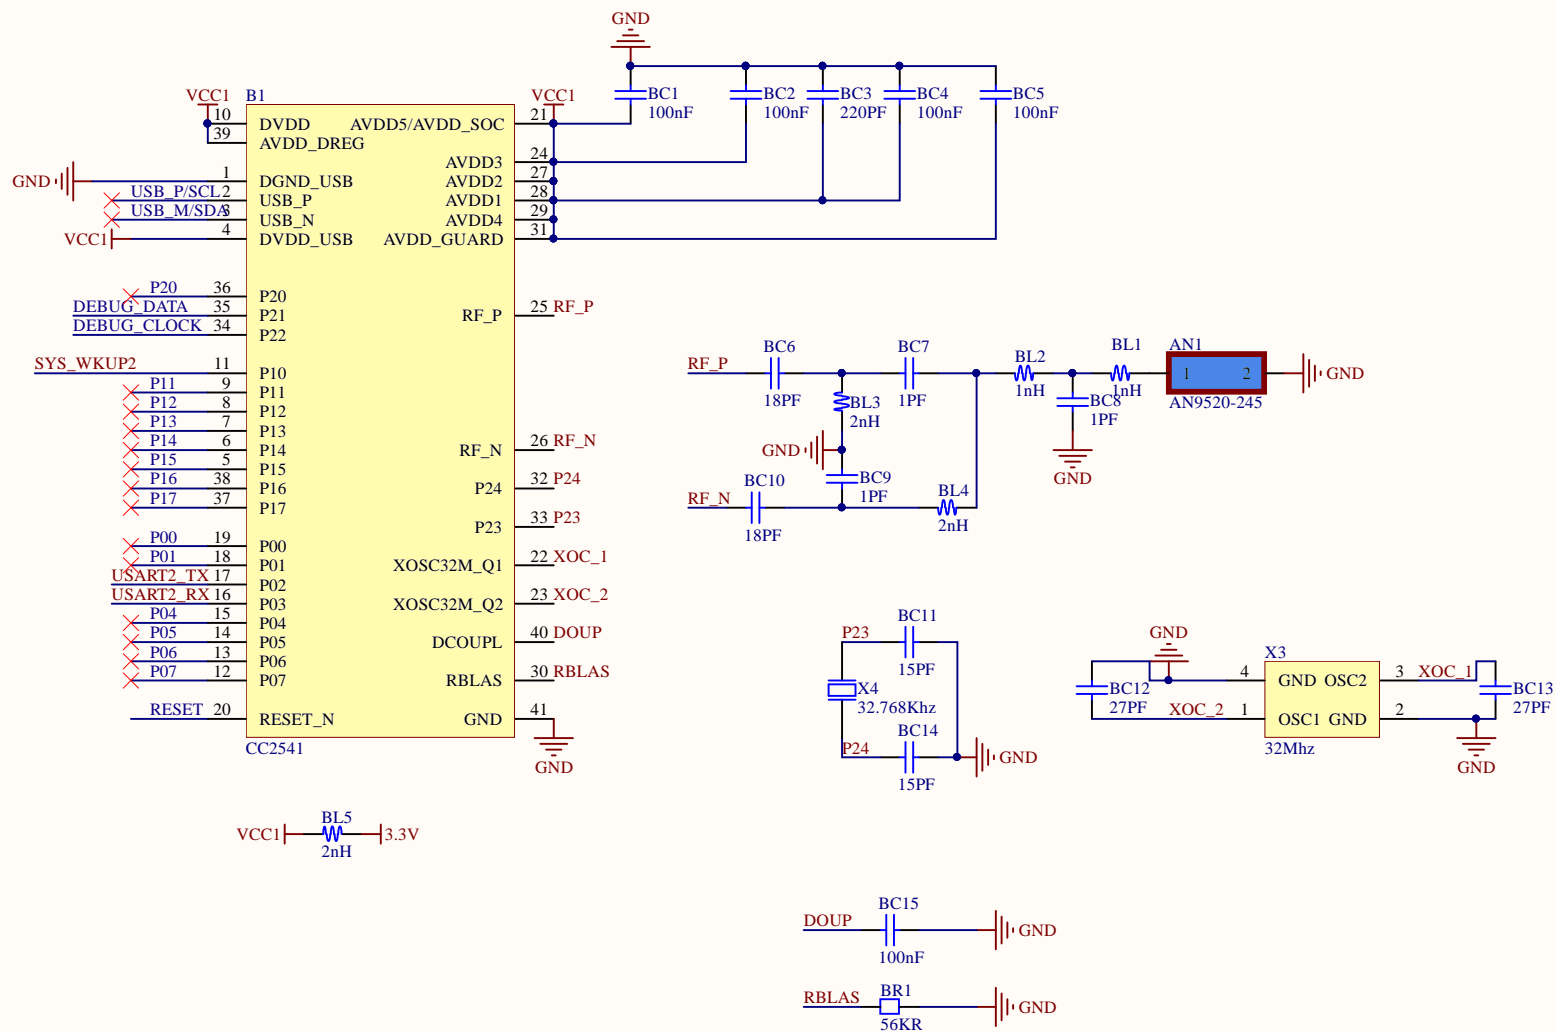 GND
VCC1
B1
VCC1
BC1
100nF
BC2
100nF
BC3
220PF
BC4
100nF
BC5
100nF
10
DVDD
AVDD5/AVDD_SOC
21
39
AVDD_DREG
AVDD3
24
GND
1
DGND_USB
AVDD2
27
USB_P/SCL
2
USB_P
AVDD1
28
USB_M/SDA
3
USB_N
AVDD4
29
VCC1
4
DVDD_USB
AVDD_GUARD
31
P20
36
P20
DEBUG_DATA
35
P21
RF_P
25
RF_P
DEBUG_CLOCK
34
P22
SYS_WKUP2
11
P10
P11
9
P11
P12
8
P12
P13
7
P13
P14
6
P14
RF_N
26
RF_N
P15
5
P15
P16
38
P16
P24
32
P24
P17
37
P17
P23
33
P23
P00
19
P00
P01
18
P01
XOSC32M_Q1
22
XOC_1
USART2_TX
17
P02
USART2_RX
16
P03
XOSC32M_Q2
23
XOC_2
P04
15
P04
P05
14
P05
DCOUPL
40
DOUP
P06
13
P06
P07
12
P07
RBLAS
30
RBLAS
RESET
20
RESET_N
GND
41
CC2541
GND
RF_P
BC6
18PF
BC7
1PF
BL2
1nH
BL1
1nH
AN1
1
2
AN9520-245
GND
BL3
2nH
BC8
1PF
GND
GND
BC9
1PF
RF_N
BC10
18PF
BL4
2nH
P23
BC11
15PF
X4
32.768Khz
P24
BC14
15PF
GND
GND
X3
BC12
27PF
4
GND
OSC2
3
XOC_1
BC13
27PF
XOC_2
1
OSC1
GND
2
32Mhz
GND
VCC1
BL5
2nH
3.3V
DOUP
BC15
100nF
GND
RBLAS
BR1
56KR
GND